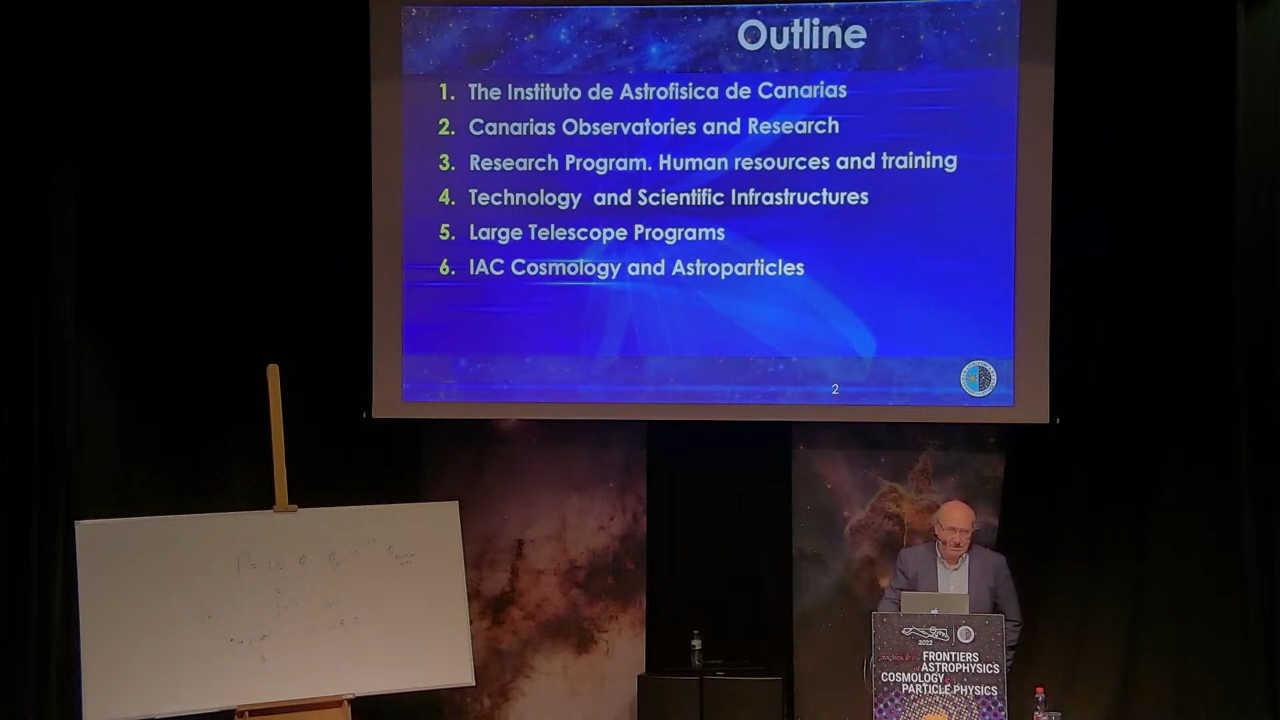 Outline
1. The Instituto de Astrofisica de Canarias
2. Canarias Observatories and Research
3. Research Program. Human resources and training
4. Technology and Scientific Infrastructures
5. Large Telescope Programs
6. IAC Cosmology and Astroparticles
2
2022
FRONTIERS
ASTROPHYSICS
COSMOLOGY
PARTICLE PHYSICS